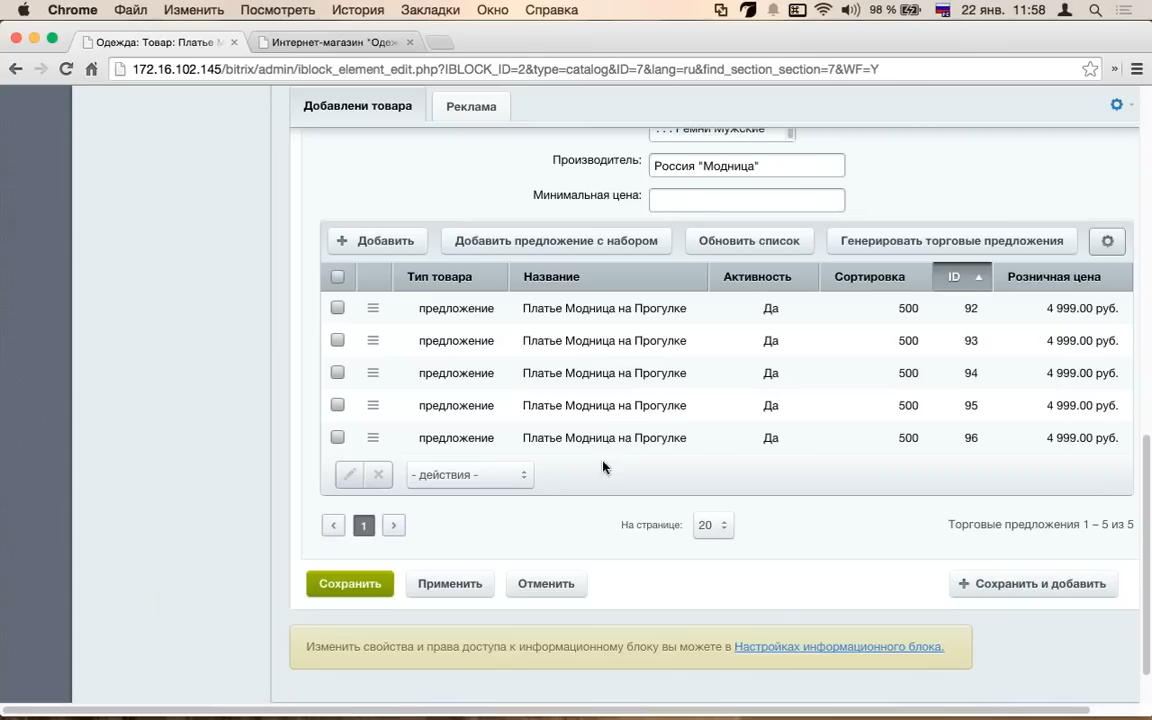 Chrome Файл Изменить Посмотреть История Закладки Окно Справка 98 % 22 янв. 11:58
Одежда: Товар: Платье М Интернет-магазин "Оде
172.16.102.145/bitrix/admin/iblock_element_edit.php?IBLOCK_ID=2&type=catalog&ID=7&lang=ru&find_section_section=7&WF=Y »
Добавлени товара Реклама
. . . Ремни Мужские
Производитель: Россия "Модница"
Минимальная цена:
+ Добавить Добавить предложение с набором Обновить список Генерировать торговые предложения
Тип товара Название Активность Сортировка ID Розничная цена
предложение Платье Модница на Прогулке Да 500 92 4 999.00 руб.
предложение Платье Модница на Прогулке Да 500 93 4 999.00 руб.
предложение Платье Модница на Прогулке Да 500 94 4 999.00 руб.
предложение Платье Модница на Прогулке Да 500 95 4 999.00 руб.
предложение Платье Модница на Прогулке Да 500 96 4 999.00 руб.
- действия -
1 На странице: 20 Торговые предложения 1 – 5 из 5
Сохранить Применить Отменить + Сохранить и добавить
Изменить свойства и права доступа к информационному блоку вы можете в Настройках информационного блока.